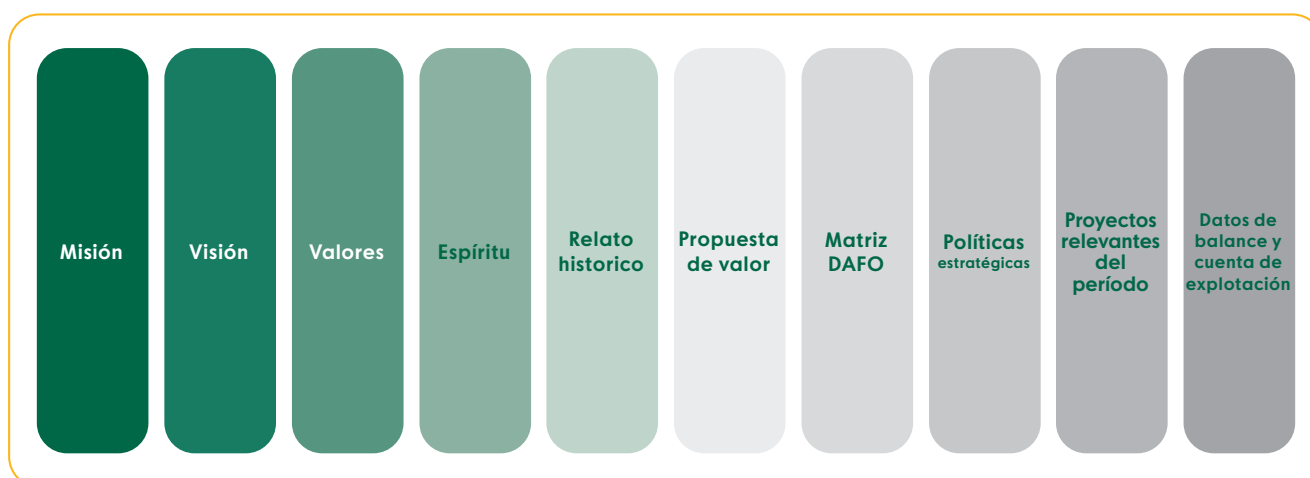 Misión
Visión
Valores
Espíritu
Relato
historico
Propuesta
de valor
Matriz
DAFO
Políticas
estratégicas
Proyectos
relevantes
del
período
Datos de
balance y
cuenta de
explotación